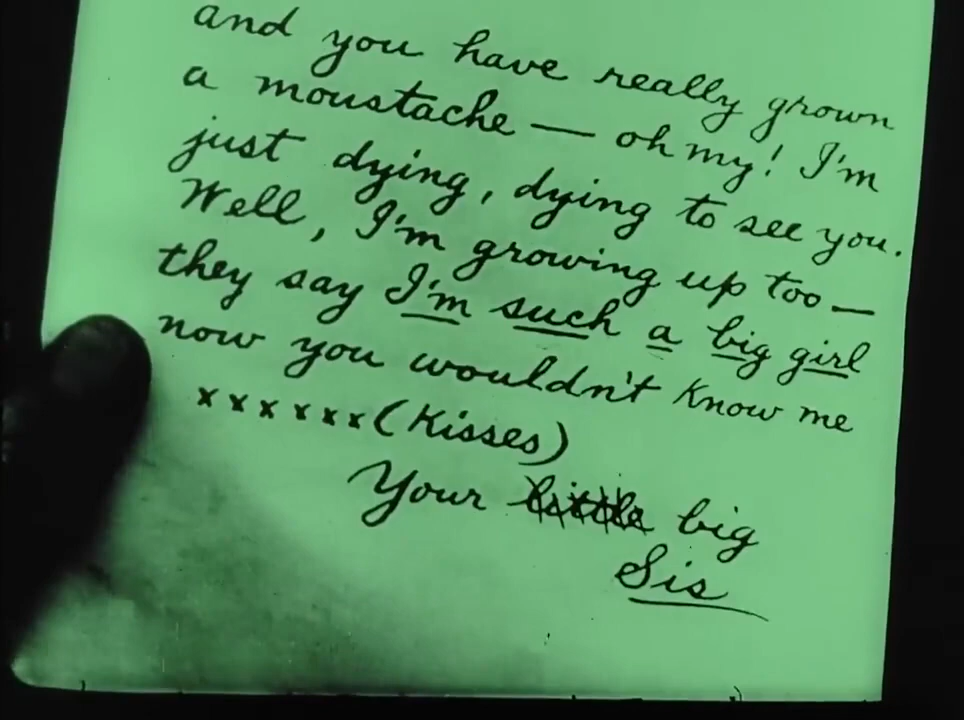 and you have really grown
a moustache — oh my! I'm
just dying, dying to see you.
Well, I'm growing up too —
they say I'm such a big girl
now you wouldn't know me
xxxxxx (Kisses)
Your little big
Sis